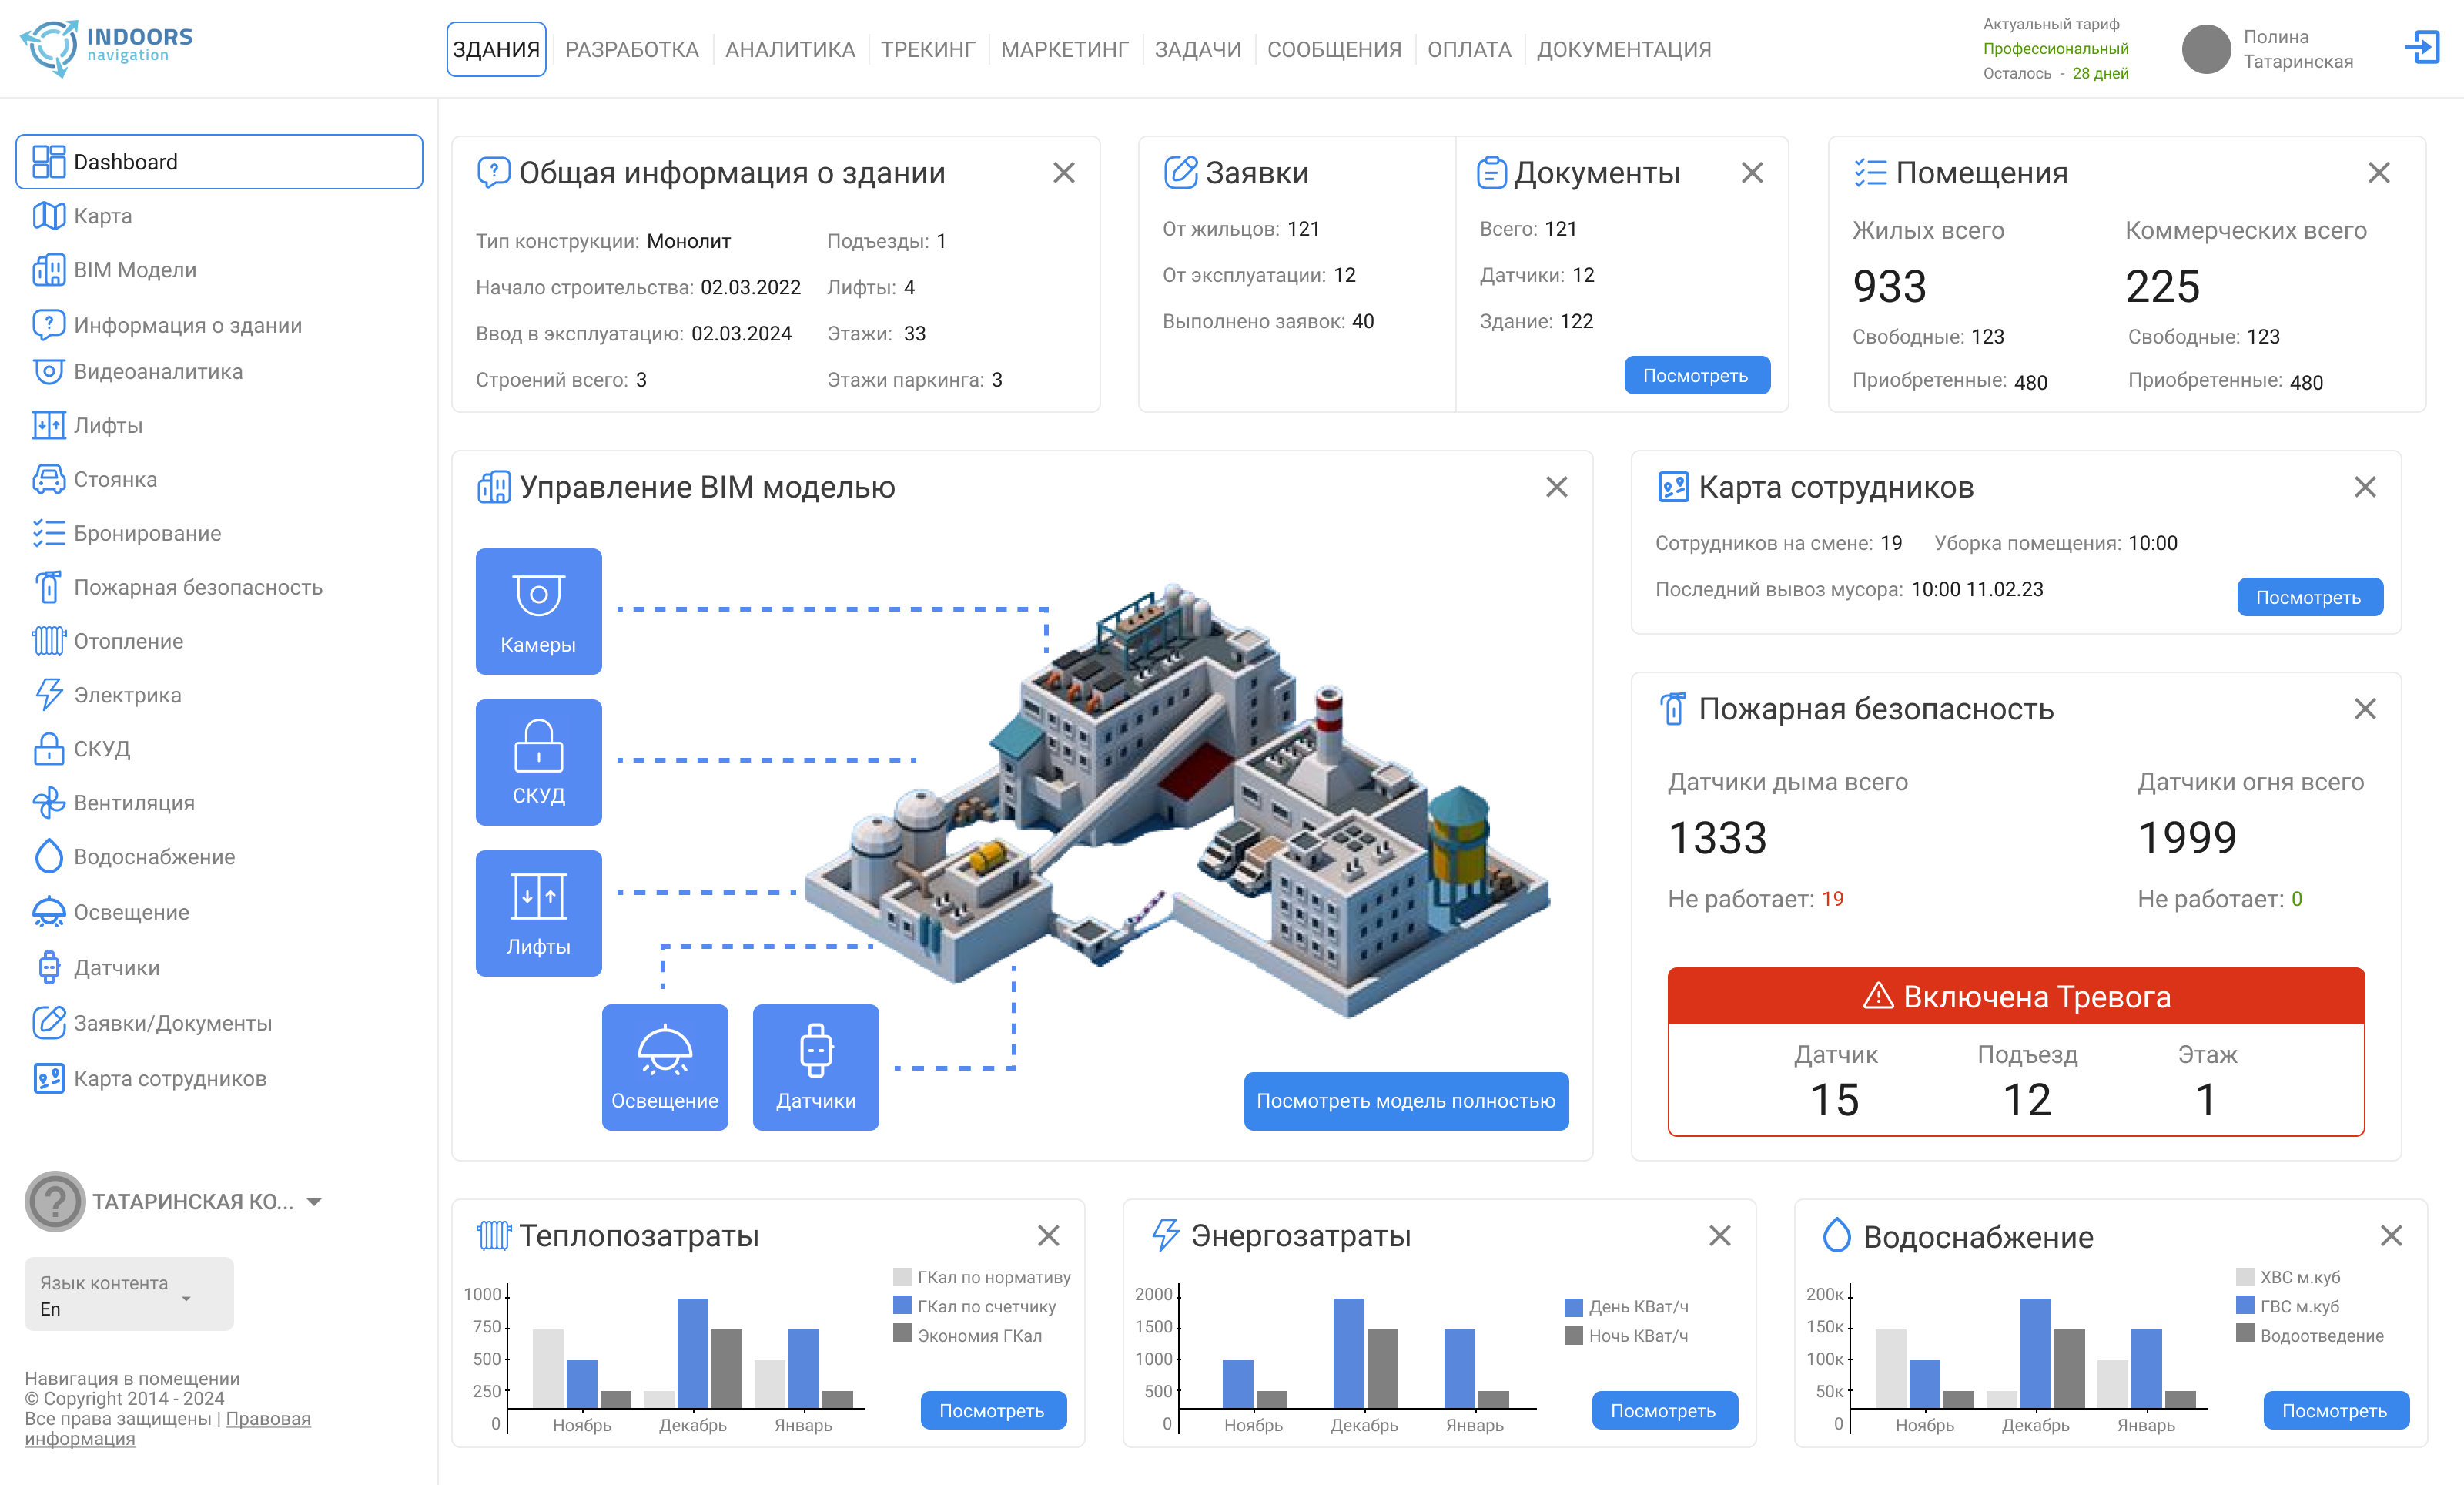 INDOORS
navigation
ЗДАНИЯ
РАЗРАБОТКА
АНАЛИТИКА
ТРЕКИНГ
МАРКЕТИНГ
ЗАДАЧИ
СООБЩЕНИЯ
ОПЛАТА
ДОКУМЕНТАЦИЯ
Актуальный тариф
Профессиональный
Осталось - 28 дней
Полина
Татаринская
Dashboard
Карта
BIM Модели
Информация о здании
Видеоаналитика
Лифты
Стоянка
Бронирование
Пожарная безопасность
Отопление
Электрика
СКУД
Вентиляция
Водоснабжение
Освещение
Датчики
Заявки/Документы
Карта сотрудников
ТАТАРИНСКАЯ КО...
Язык контента
En
Навигация в помещении
© Copyright 2014 - 2024
Все права защищены | Правовая
информация
Общая информация о здании
Тип конструкции: Монолит
Начало строительства: 02.03.2022
Ввод в эксплуатацию: 02.03.2024
Строений всего: 3
Подъезды: 1
Лифты: 4
Этажи: 33
Этажи паркинга: 3
Заявки
От жильцов: 121
От эксплуатации: 12
Выполнено заявок: 40
Документы
Всего: 121
Датчики: 12
Здание: 122
Посмотреть
Помещения
Жилых всего
933
Свободные: 123
Приобретенные: 480
Коммерческих всего
225
Свободные: 123
Приобретенные: 480
Управление BIM моделью
Камеры
СКУД
Лифты
Освещение
Датчики
Посмотреть модель полностью
Карта сотрудников
Сотрудников на смене: 19
Уборка помещения: 10:00
Последний вывоз мусора: 10:00 11.02.23
Посмотреть
Пожарная безопасность
Датчики дыма всего
1333
Не работает: 19
Датчики огня всего
1999
Не работает: 0
Включена Тревога
Датчик
15
Подъезд
12
Этаж
1
Теплопозатраты
1000
750
500
250
0
Ноябрь
Декабрь
Январь
ГКал по нормативу
ГКал по счетчику
Экономия ГКал
Посмотреть
Энергозатраты
2000
1500
1000
500
0
Ноябрь
Декабрь
Январь
День КВат/ч
Ночь КВат/ч
Посмотреть
Водоснабжение
200к
150к
100к
50к
0
Ноябрь
Декабрь
Январь
ХВС м.куб
ГВС м.куб
Водоотведение
Посмотреть